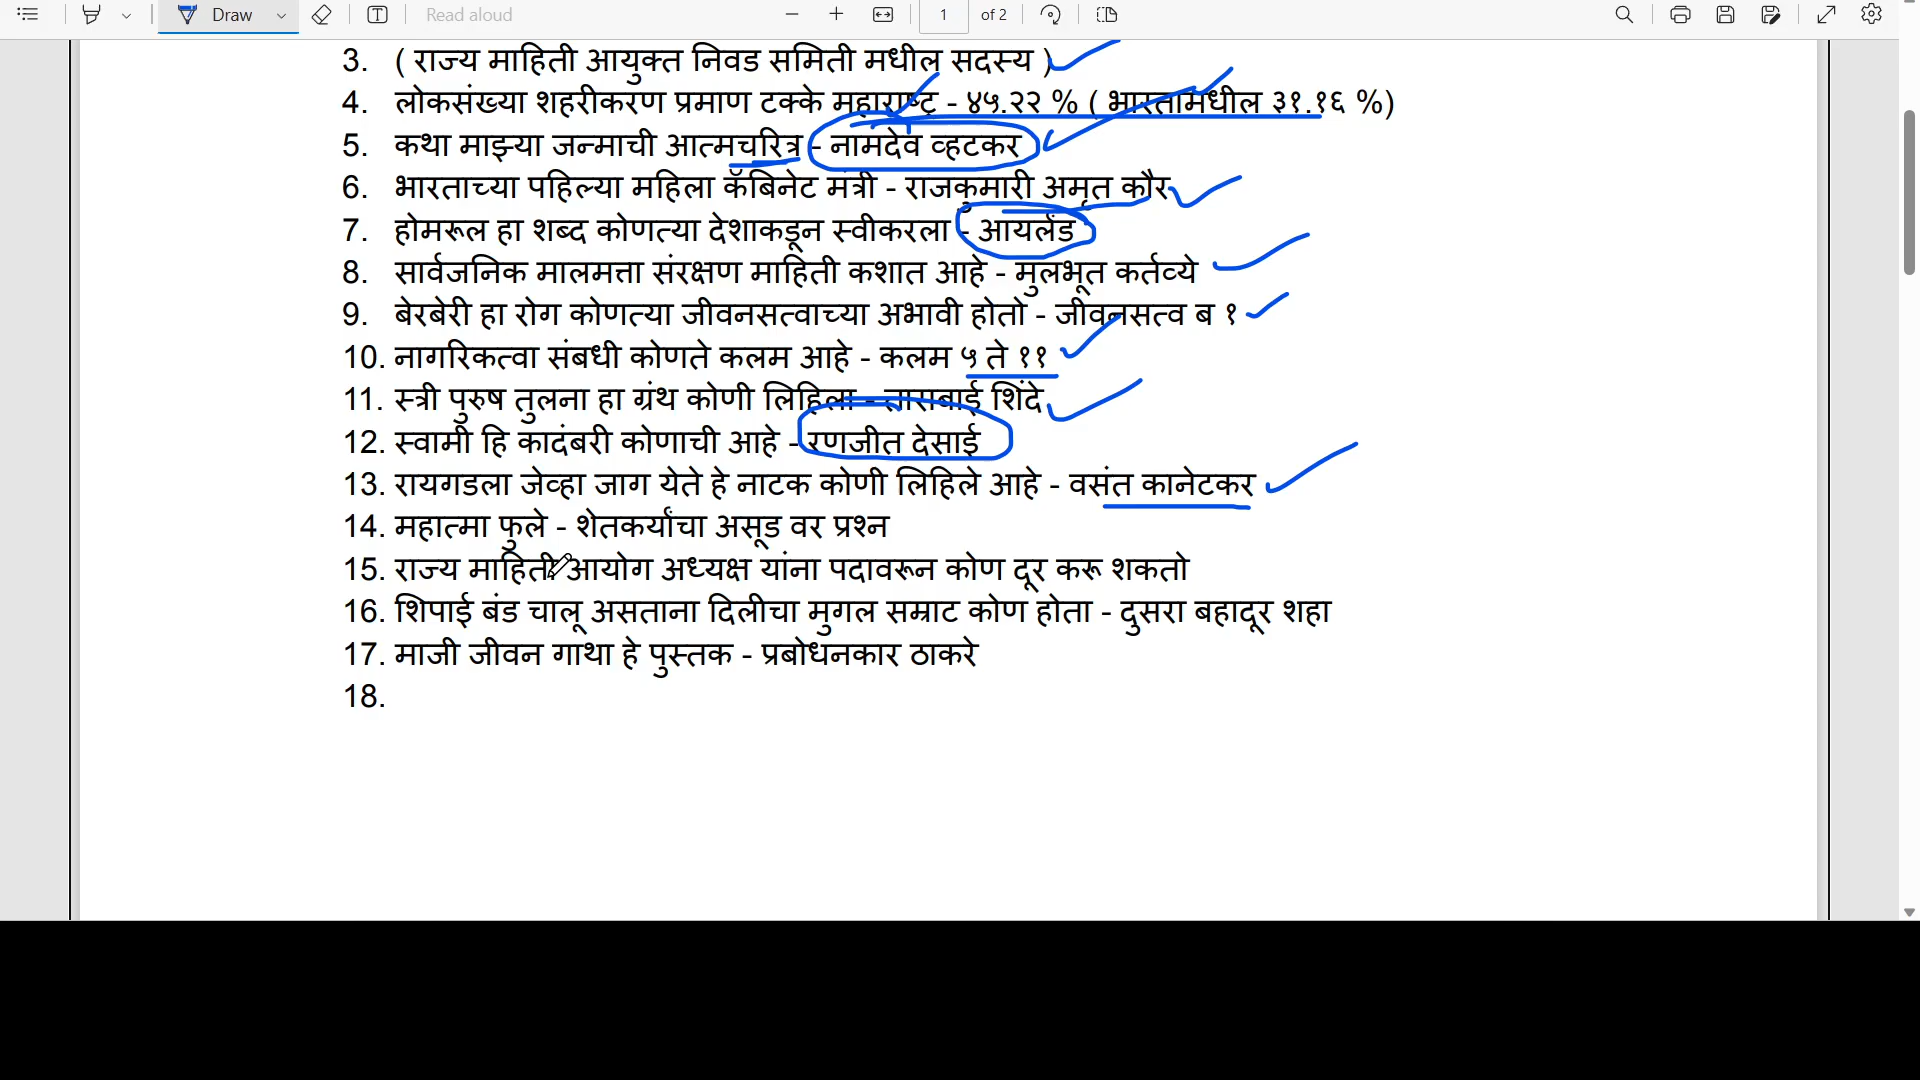 Draw Read aloud 1 of 2
3. ( राज्य माहिती आयुक्त निवड समिती मधील सदस्य )
4. लोकसंख्या शहरीकरण प्रमाण टक्के महाराष्ट्र - ४५.२२ % ( भारतामधील ३१.१६ %)
5. कथा माझ्या जन्माची आत्मचरित्र - नामदेव व्हटकर
6. भारताच्या पहिल्या महिला कॅबिनेट मंत्री - राजकुमारी अमृत कौर
7. होमरूल हा शब्द कोणत्या देशाकडून स्वीकारला - आयर्लंड
8. सार्वजनिक मालमत्ता संरक्षण माहिती कशात आहे - मुलभूत कर्तव्ये
9. बेरबेरी हा रोग कोणत्या जीवनसत्वाच्या अभावी होतो - जीवनसत्व ब १
10. नागरिकत्वा संबधी कोणते कलम आहे - कलम ५ ते ११
11. स्त्री पुरुष तुलना हा ग्रंथ कोणी लिहिला - ताराबाई शिंदे
12. स्वामी हि कादंबरी कोणाची आहे - रणजीत देसाई
13. रायगडला जेव्हा जाग येते हे नाटक कोणी लिहिले आहे - वसंत कानेटकर
14. महात्मा फुले - शेतकर्यांचा असूड वर प्रश्न
15. राज्य माहिती आयोग अध्यक्ष यांना पदावरून कोण दूर करू शकतो
16. शिपाई बंड चालू असताना दिलीचा मुगल सम्राट कोण होता - दुसरा बहादूर शहा
17. माजी जीवन गाथा हे पुस्तक - प्रबोधनकार ठाकरे
18.